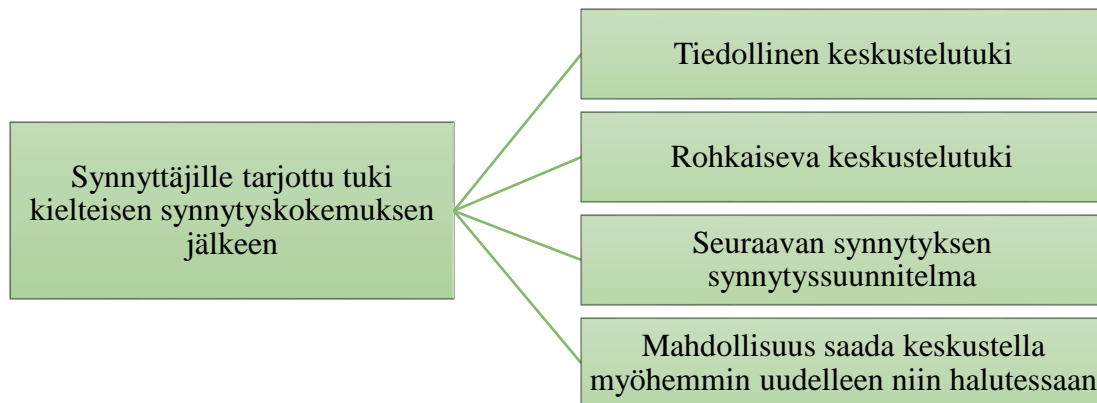 Synnyttäjille tarjottu tuki
kielteisen synnytyskokemuksen
jälkeen
Tiedollinen keskustelutuki
Rohkaiseva keskustelutuki
Seuraavan synnytyksen
synnytyssuunnitelma
Mahdollisuus saada keskustella
myöhemmin uudelleen niin halutessaan